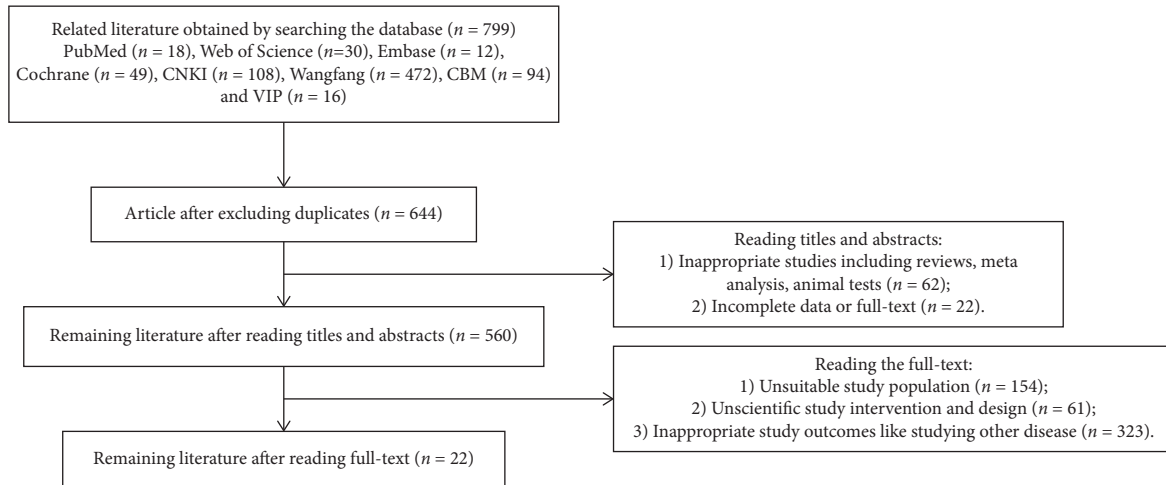 Related literature obtained by searching the database (n = 799)
PubMed (n = 18), Web of Science (n=30), Embase (n = 12),
Cochrane (n = 49), CNKI (n = 108), Wangfang (n = 472), CBM (n = 94)
and VIP (n = 16)
Article after excluding duplicates (n = 644)
Reading titles and abstracts:
1) Inappropriate studies including reviews, meta
analysis, animal tests (n = 62);
2) Incomplete data or full-text (n = 22).
Remaining literature after reading titles and abstracts (n = 560)
Reading the full-text:
1) Unsuitable study population (n = 154);
2) Unscientific study intervention and design (n = 61);
3) Inappropriate study outcomes like studying other disease (n = 323).
Remaining literature after reading full-text (n = 22)